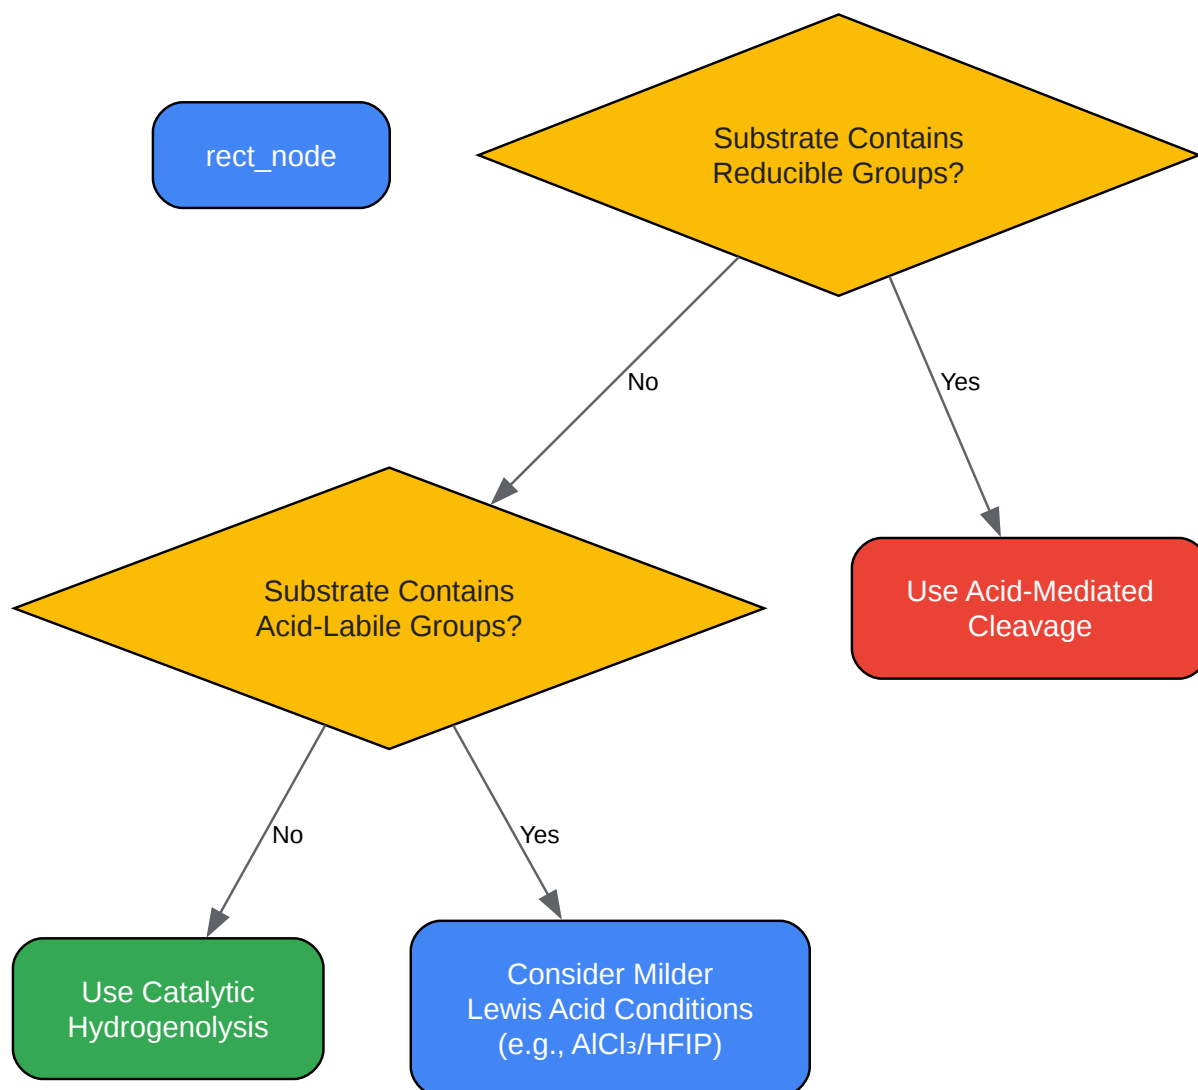 rect_node
Substrate Contains
Reducible Groups?
No
Yes
Substrate Contains
Acid-Labile Groups?
Use Acid-Mediated
Cleavage
No
Yes
Use Catalytic
Hydrogenolysis
Consider Milder
Lewis Acid Conditions
(e.g., AlCl₃/HFIP)